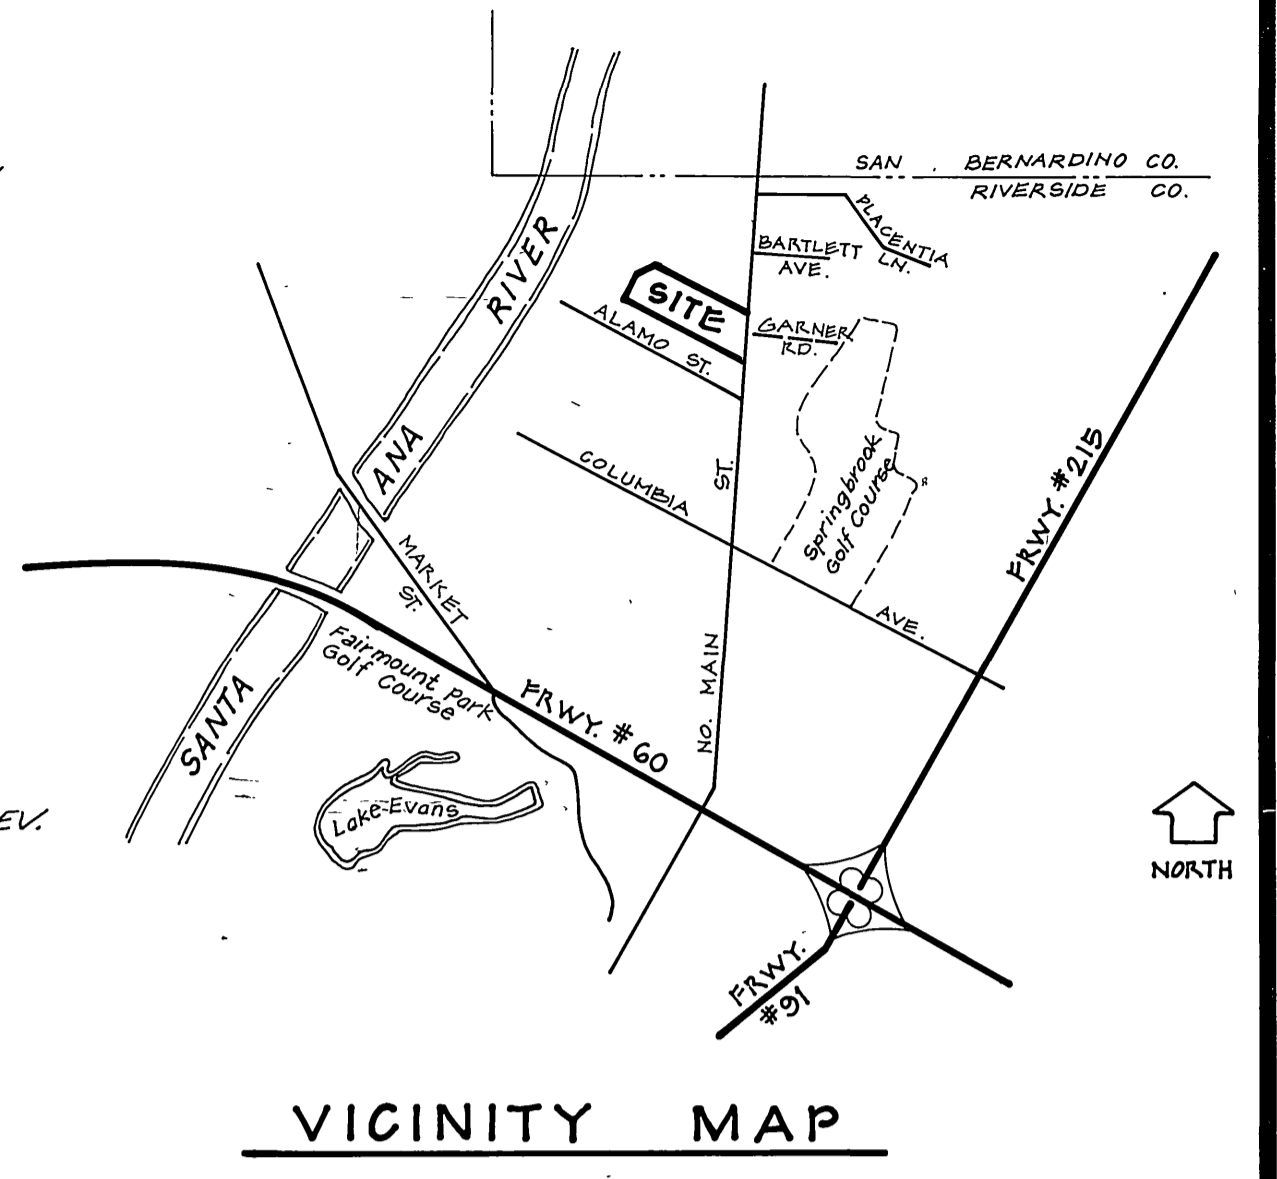 SAN BERNARDINO CO.
RIVERSIDE CO.
PLACENTIA
LN.
BARTLETT
AVE.
RIVER
SITE
GARNER
RD.
ALAMO ST.
ANA
COLUMBIA
AVE.
NO. MAIN ST.
Springbrook
Golf Course
FRWY. #215
MARKET
ST.
Fairmount Park
Golf Course
FRWY. #60
SANTA
Lake Evans
EV.
NORTH
FRWY.
#91
VICINITY MAP